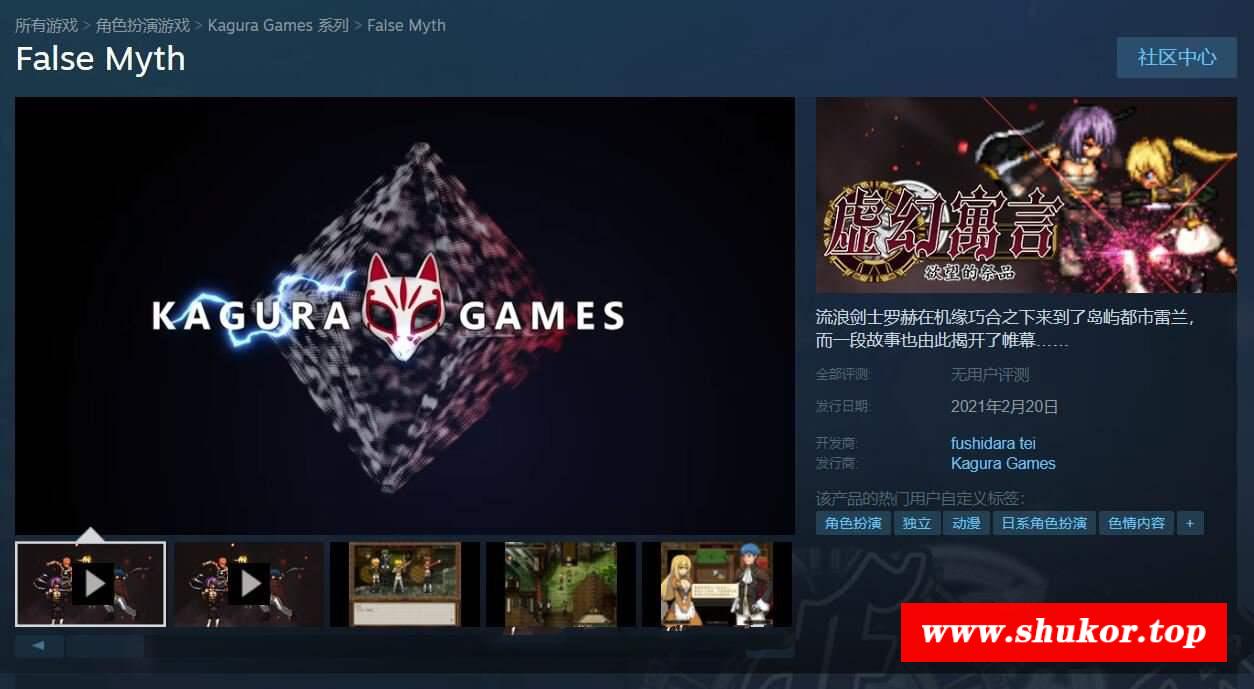 所有游戏 > 角色扮演游戏 > Kagura Games 系列 > False Myth
False Myth
社区中心
KAGURA GAMES
虚幻寓言
欲望的祭品
流浪剑士罗赫在机缘巧合之下来到了岛屿都市雷兰，
而一段故事也由此揭开了帷幕……
全部评测: 无用户评测
发行日期: 2021年2月20日
开发商: fushidara tei
发行商: Kagura Games
该产品的热门用户自定义标签：
角色扮演 独立 动漫 日系角色扮演 色情内容 +
www.shukor.top